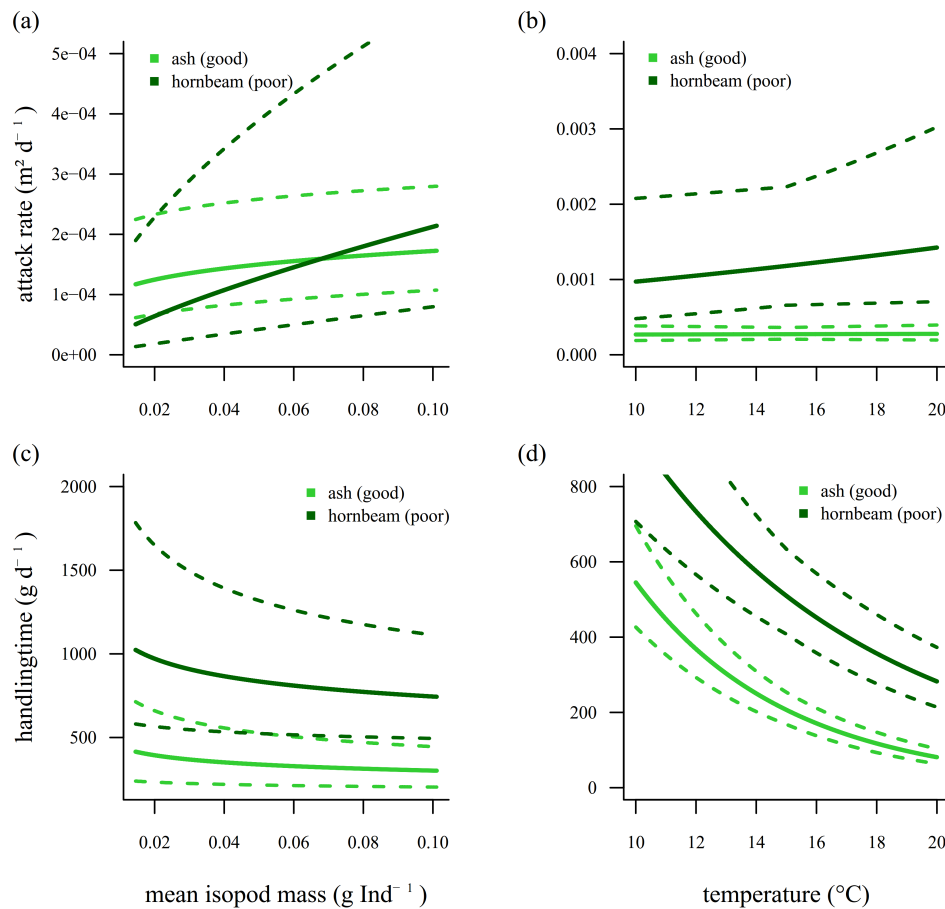 (a)
ash (good)
hornbeam (poor)
5e−04
4e−04
3e−04
2e−04
1e−04
0e+00
attack rate (m² d⁻¹)
0.02 0.04 0.06 0.08 0.10
(b)
ash (good)
hornbeam (poor)
0.004
0.003
0.002
0.001
0.000
10 12 14 16 18 20
(c)
ash (good)
hornbeam (poor)
2000
1500
1000
500
handlingtime (g d⁻¹)
0.02 0.04 0.06 0.08 0.10
mean isopod mass (g Ind⁻¹)
(d)
ash (good)
hornbeam (poor)
800
600
400
200
0
10 12 14 16 18 20
temperature (°C)